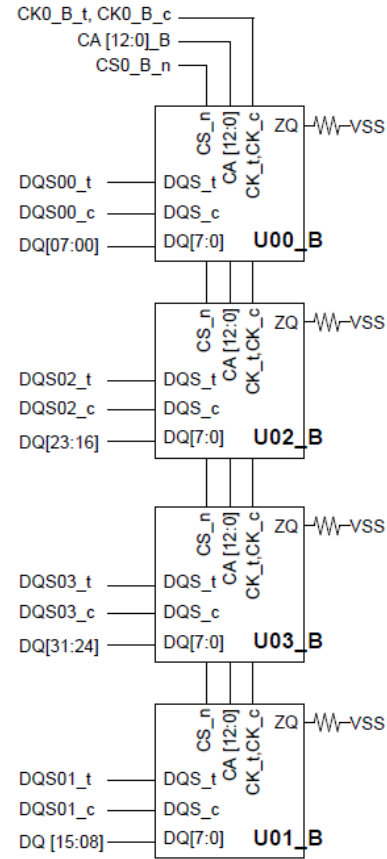 CK0_B_t, CK0_B_c
CA [12:0]_B
CS0_B_n
CS_n
CA [12:0]
CK_t,CK_c
ZQ
VSS
DQS00_t
DQS_t
DQS00_c
DQS_c
DQ[07:00]
DQ[7:0]
U00_B
CS_n
CA [12:0]
CK_t,CK_c
ZQ
VSS
DQS02_t
DQS_t
DQS02_c
DQS_c
DQ[23:16]
DQ[7:0]
U02_B
CS_n
CA [12:0]
CK_t,CK_c
ZQ
VSS
DQS03_t
DQS_t
DQS03_c
DQS_c
DQ[31:24]
DQ[7:0]
U03_B
CS_n
CA [12:0]
CK_t,CK_c
ZQ
VSS
DQS01_t
DQS_t
DQS01_c
DQS_c
DQ [15:08]
DQ[7:0]
U01_B